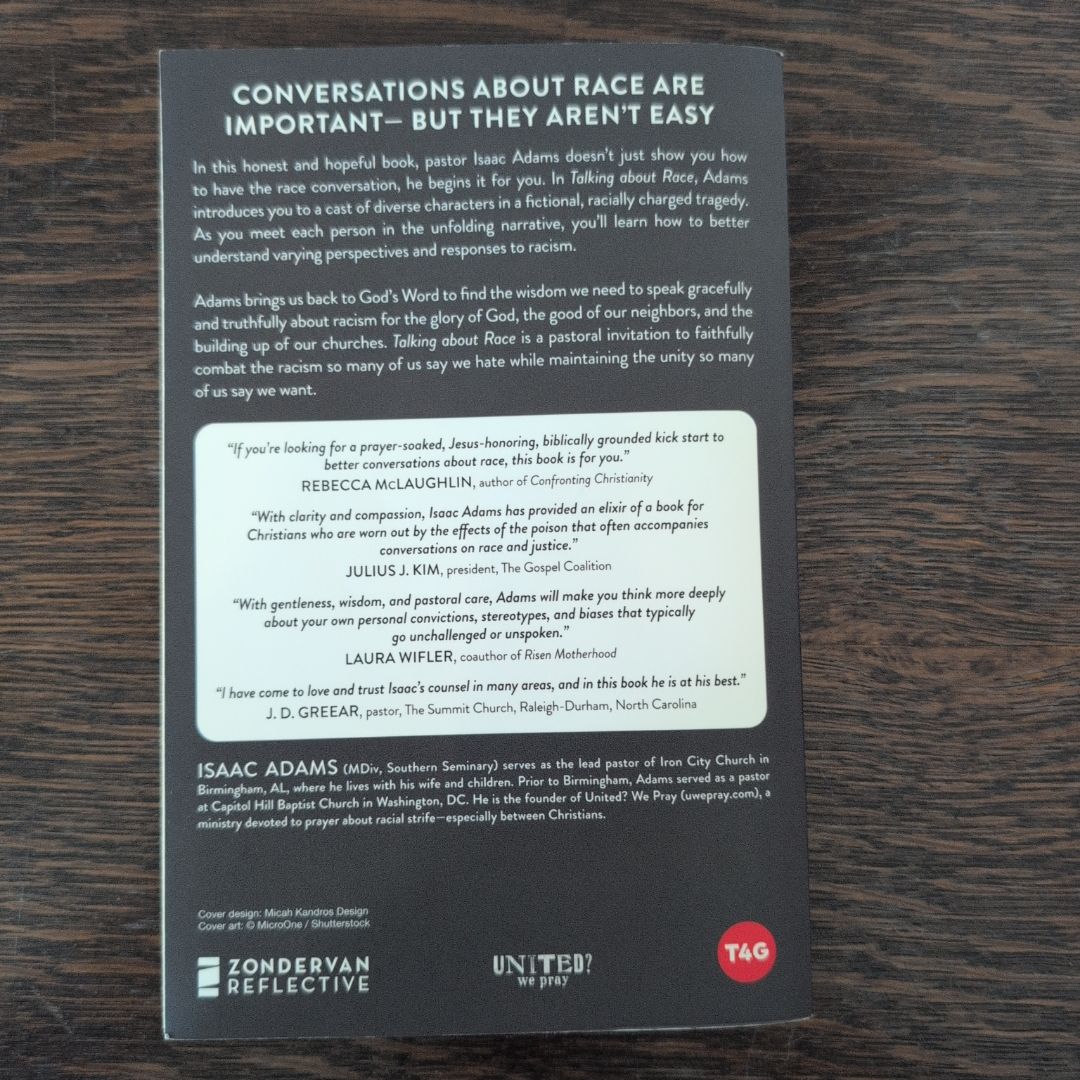 CONVERSATIONS ABOUT RACE ARE
IMPORTANT— BUT THEY AREN'T EASY
In this honest and hopeful book, pastor Isaac Adams doesn't just show you how
to have the race conversation, he begins it for you. In Talking about Race, Adams
introduces you to a cast of diverse characters in a fictional, racially charged tragedy.
As you meet each person in the unfolding narrative, you'll learn how to better
understand varying perspectives and responses to racism.
Adams brings us back to God's Word to find the wisdom we need to speak gracefully
and truthfully about racism for the glory of God, the good of our neighbors, and the
building up of our churches. Talking about Race is a pastoral invitation to faithfully
combat the racism so many of us say we hate while maintaining the unity so many
of us say we want.
“If you're looking for a prayer-soaked, Jesus-honoring, biblically grounded kick start to
better conversations about race, this book is for you.”
REBECCA McLAUGHLIN, author of Confronting Christianity
“With clarity and compassion, Isaac Adams has provided an elixir of a book for
Christians who are worn out by the effects of the poison that often accompanies
conversations on race and justice.”
JULIUS J. KIM, president, The Gospel Coalition
“With gentleness, wisdom, and pastoral care, Adams will make you think more deeply
about your own personal convictions, stereotypes, and biases that typically
go unchallenged or unspoken.”
LAURA WIFLER, coauthor of Risen Motherhood
“I have come to love and trust Isaac's counsel in many areas, and in this book he is at his best.”
J. D. GREEAR, pastor, The Summit Church, Raleigh-Durham, North Carolina
ISAAC ADAMS (MDiv, Southern Seminary) serves as the lead pastor of Iron City Church in
Birmingham, AL, where he lives with his wife and children. Prior to Birmingham, Adams served as a pastor
at Capitol Hill Baptist Church in Washington, DC. He is the founder of United? We Pray (uwepray.com), a
ministry devoted to prayer about racial strife—especially between Christians.
Cover design: Micah Kandros Design
Cover art: © MicroOne / Shutterstock
ZONDERVAN
REFLECTIVE
UNITED?
we pray
T4G